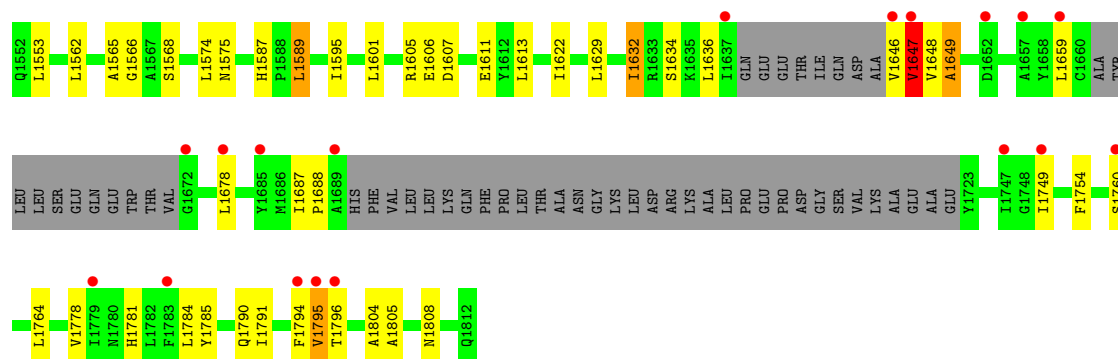 Q1552 L1553 L1562 A1565 G1566 A1567 S1568 L1574 N1575 H1587 P1588 L1589 I1595 L1601 R1605 E1606 D1607 E1611 Y1612 L1613 I1622 L1629 I1632 R1633 S1634 K1635 L1636 I1637 GLN GLU GLU THR ILE GLN ASP ALA V1646 V1647 V1648 A1649 D1652 A1657 Y1658 L1659 C1660 ALA TYR
LEU LEU SER GLU GLN GLU TRP THR VAL G1672 L1678 Y1685 M1686 I1687 P1688 A1689 HIS PHE VAL LEU LEU LYS GLN PHE PRO LEU THR ALA ASN GLY LYS LEU ASP ARG LYS ALA LEU PRO GLU PRO ASP GLY SER VAL LYS ALA GLU ALA GLU Y1723 I1747 G1748 I1749 F1754 S1760
L1764 V1778 I1779 N1780 H1781 L1782 F1783 L1784 Y1785 Q1790 I1791 F1794 V1795 T1796 A1804 A1805 N1808 Q1812